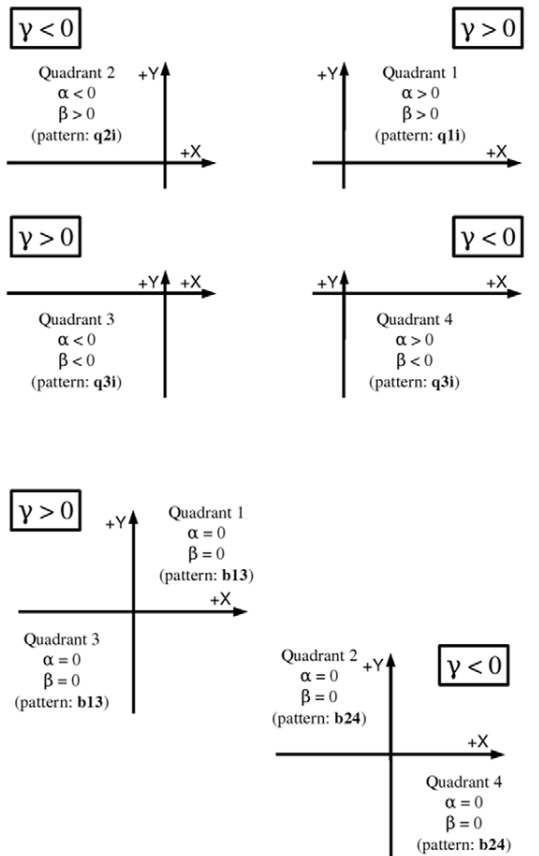 γ < 0
γ > 0
Quadrant 2
α < 0
β > 0
(pattern: q2i)
+Y
+X
+Y
Quadrant 1
α > 0
β > 0
(pattern: q1i)
+X
γ > 0
γ < 0
+Y
+X
Quadrant 3
α < 0
β < 0
(pattern: q3i)
+Y
+X
Quadrant 4
α > 0
β < 0
(pattern: q3i)
γ > 0
+Y
Quadrant 1
α = 0
β = 0
(pattern: b13)
+X
Quadrant 3
α = 0
β = 0
(pattern: b13)
Quadrant 2
α = 0
β = 0
(pattern: b24)
+Y
γ < 0
+X
Quadrant 4
α = 0
β = 0
(pattern: b24)